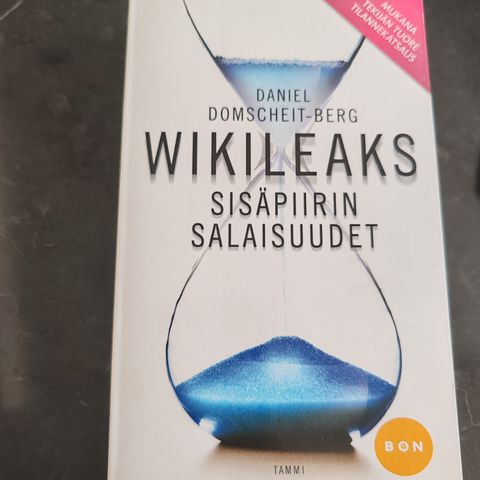 MUKANA
TEKIJÄN TUORE
TILANNEKATSAUS
DANIEL
DOMSCHEIT-BERG
WIKILEAKS
SISÄPIIRIN
SALAISUUDET
BON
TAMMI